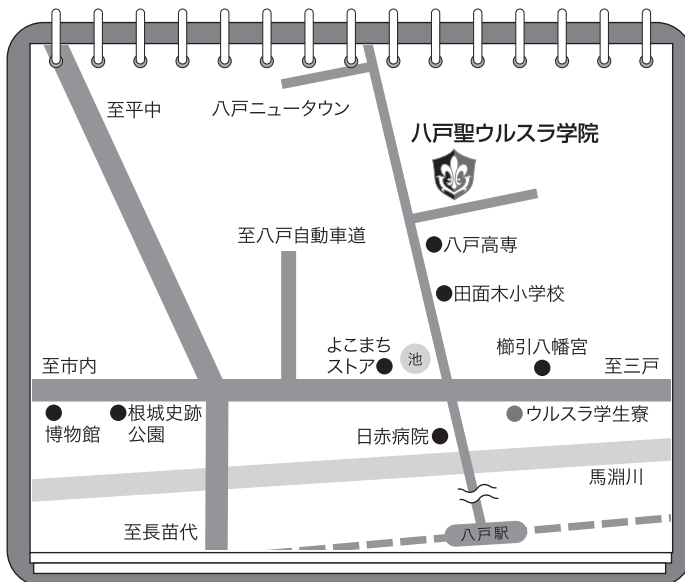 至平中
八戸ニュータウン
八戸聖ウルスラ学院
至八戸自動車道
八戸高専
田面木小学校
よこまち
ストア
池
櫛引八幡宮
至市内
至三戸
博物館
根城史跡
公園
ウルスラ学生寮
日赤病院
馬淵川
至長苗代
八戸駅